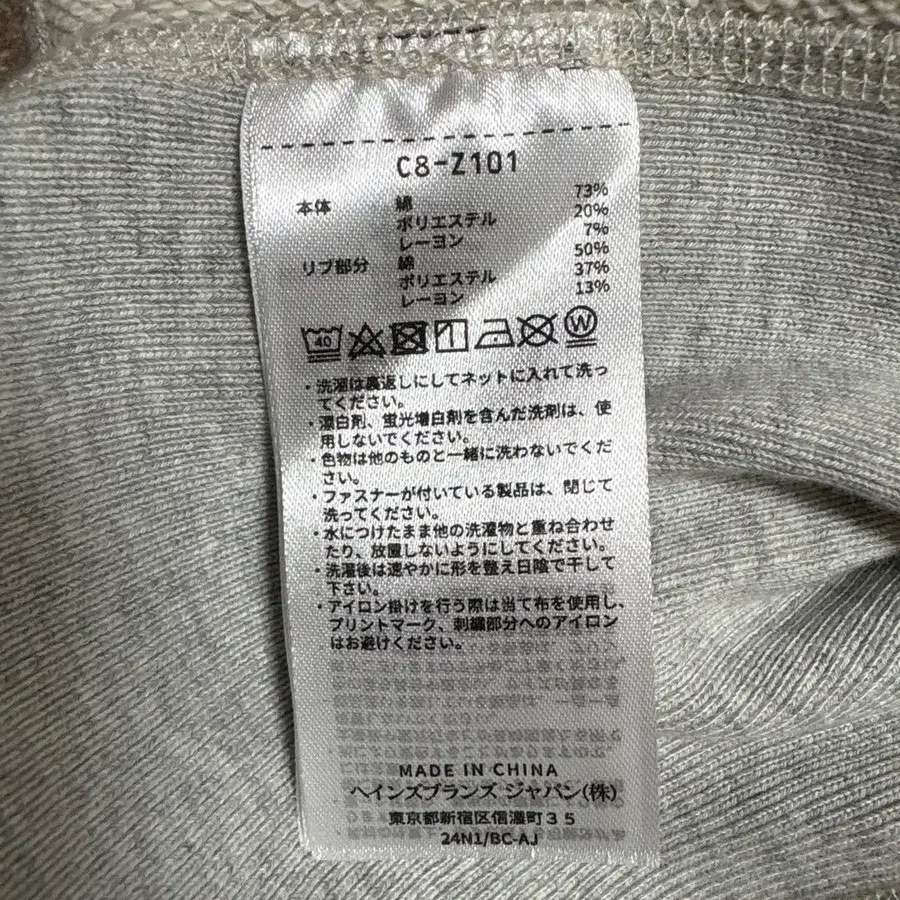 C8-Z101
本体 綿 73%
ポリエステル 20%
レーヨン 7%
リブ部分 綿 50%
ポリエステル 37%
レーヨン 13%
40 W
・洗濯は裏返しにしてネットに入れて洗っ
てください。
・漂白剤、蛍光増白剤を含んだ洗剤は、使
用しないでください。
・色物は他のものと一緒に洗わないでくだ
さい。
・ファスナーが付いている製品は、閉じて
洗ってください。
・水につけたまま他の洗濯物と重ね合わせ
たり、放置しないようにしてください。
・洗濯後は速やかに形を整え日陰で干して
下さい。
・アイロン掛けを行う際は当て布を使用し、
プリントマーク、刺繍部分へのアイロン
はお避けください。
MADE IN CHINA
ヘインズブランズ ジャパン(株)
東京都新宿区信濃町35
24N1/BC-AJ